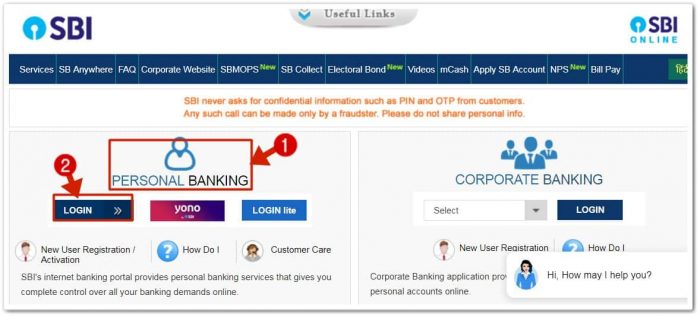 Useful Links
SBI
SBI
ONLINE
Services SB Anywhere FAQ Corporate Website SBMOPS New SB Collect Electoral Bond New Videos mCash Apply SB Account NPS New Bill Pay हिंदी
SBI never asks for confidential information such as PIN and OTP from customers.
Any such call can be made only by a fraudster. Please do not share personal info.
1
PERSONAL BANKING
CORPORATE BANKING
2
LOGIN »
yono
LOGIN lite
Select
LOGIN
New User Registration /
Activation
How Do I
Customer Care
New User Registration
How Do I
SBI's internet banking portal provides personal banking services that gives you
complete control over all your banking demands online.
Corporate Banking application provi
personal accounts online.
Hi, How may I help you?